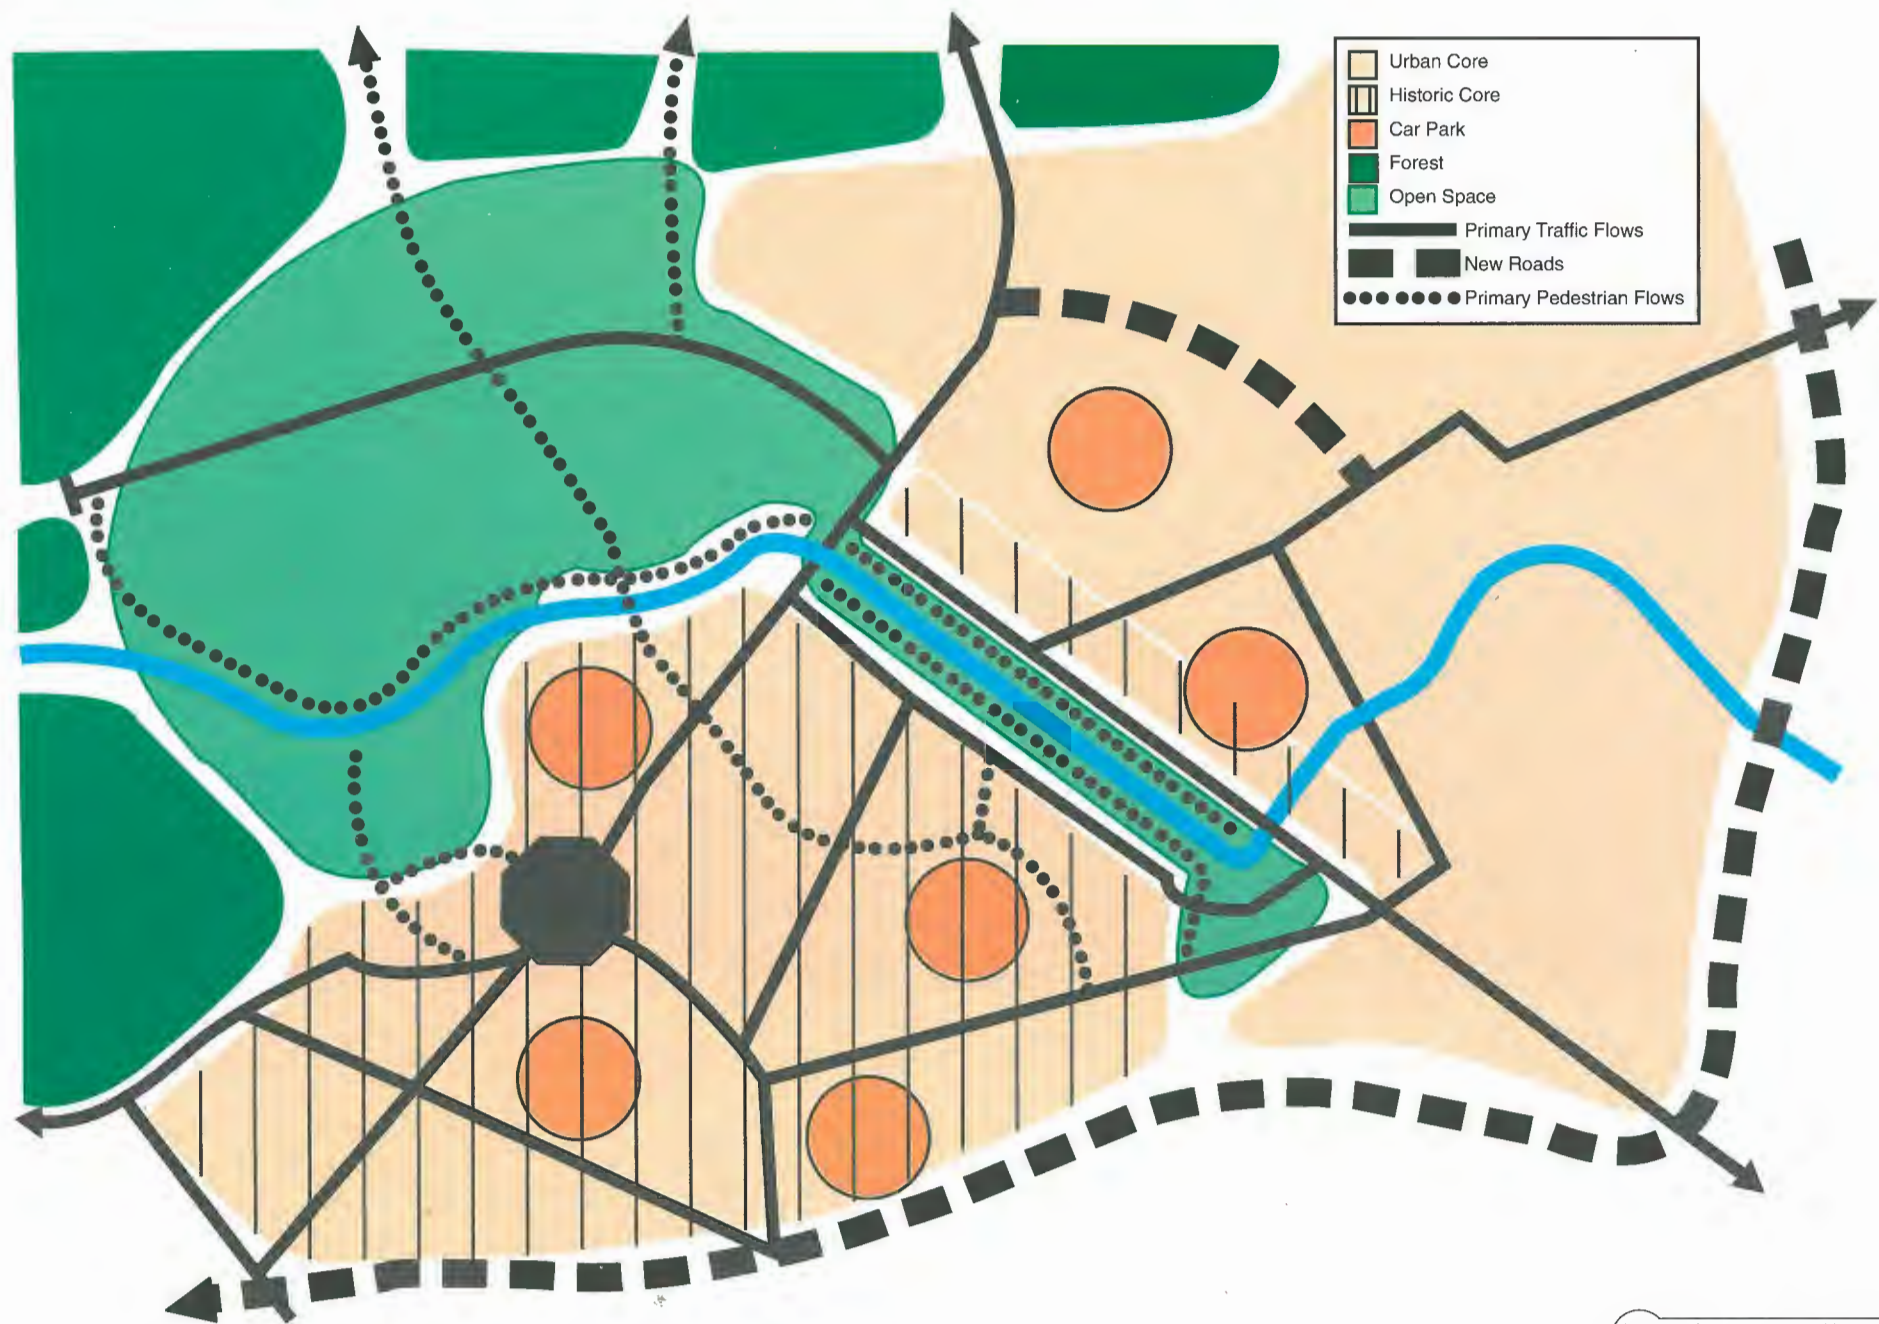 Urban Core
Historic Core
Car Park
Forest
Open Space
Primary Traffic Flows
New Roads
Primary Pedestrian Flows